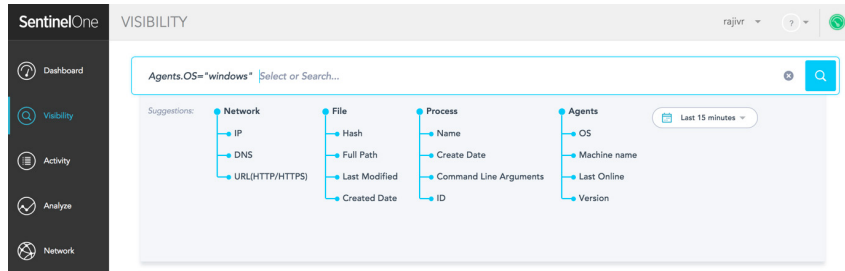 SentinelOne
VISIBILITY
rajivr
?
Dashboard
Agents.OS="windows" Select or Search...
Visibility
Suggestions:
Network
IP
DNS
URL(HTTP/HTTPS)
File
Hash
Full Path
Last Modified
Created Date
Process
Name
Create Date
Command Line Arguments
ID
Agents
OS
Machine name
Last Online
Version
Last 15 minutes
Activity
Analyze
Network